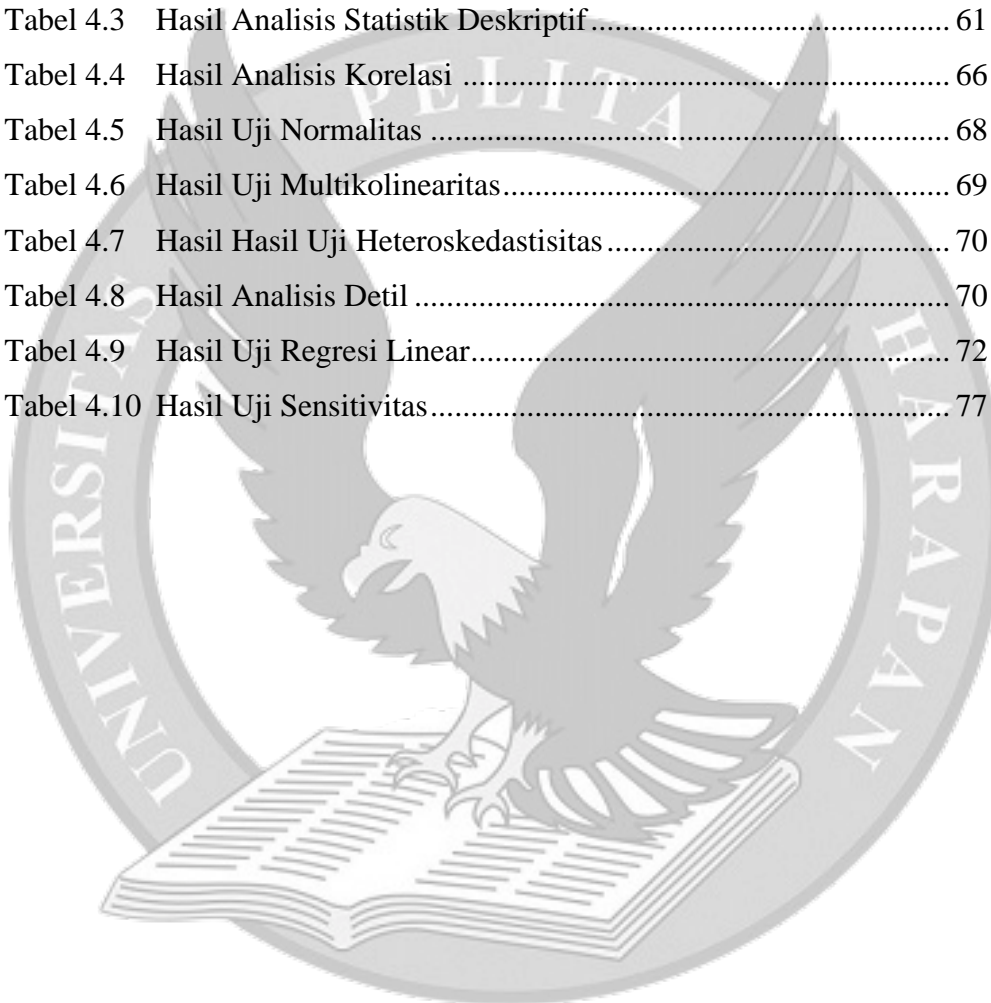 Tabel 4.3 Hasil Analisis Statistik Deskriptif.................................................. 61
Tabel 4.4 Hasil Analisis Korelasi .................................................................... 66
Tabel 4.5 Hasil Uji Normalitas ......................................................................... 68
Tabel 4.6 Hasil Uji Multikolinearitas.............................................................. 69
Tabel 4.7 Hasil Hasil Uji Heteroskedastisitas ................................................ 70
Tabel 4.8 Hasil Analisis Detil .......................................................................... 70
Tabel 4.9 Hasil Uji Regresi Linear................................................................... 72
Tabel 4.10 Hasil Uji Sensitivitas........................................................................ 77
UNIVERSITAS PELITA HARAPAN